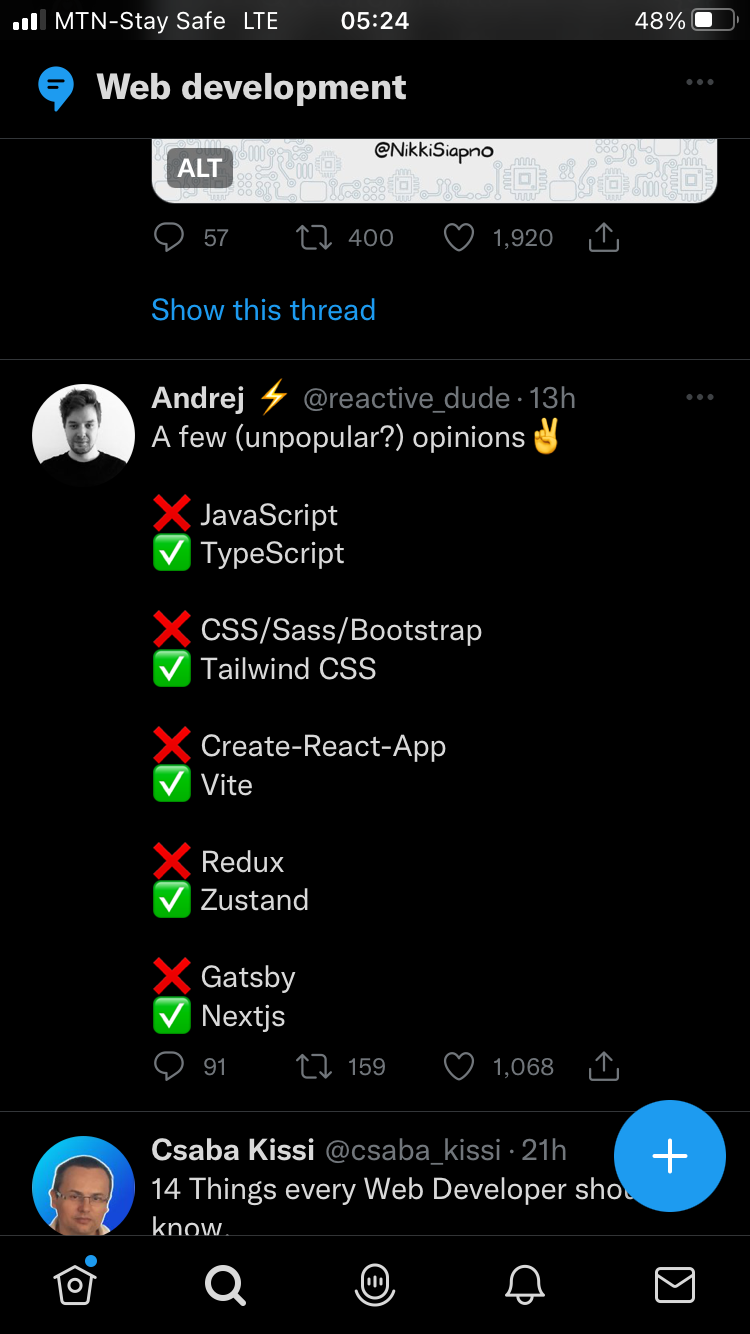 MTN-Stay Safe LTE 05:24 48%
Web development
@NikkiSiapno
ALT
57 400 1,920
Show this thread
Andrej ⚡ @reactive_dude · 13h
A few (unpopular?) opinions✌️
❌ JavaScript
✅ TypeScript
❌ CSS/Sass/Bootstrap
✅ Tailwind CSS
❌ Create-React-App
✅ Vite
❌ Redux
✅ Zustand
❌ Gatsby
✅ Nextjs
91 159 1,068
Csaba Kissi @csaba_kissi · 21h
14 Things every Web Developer shou
know.